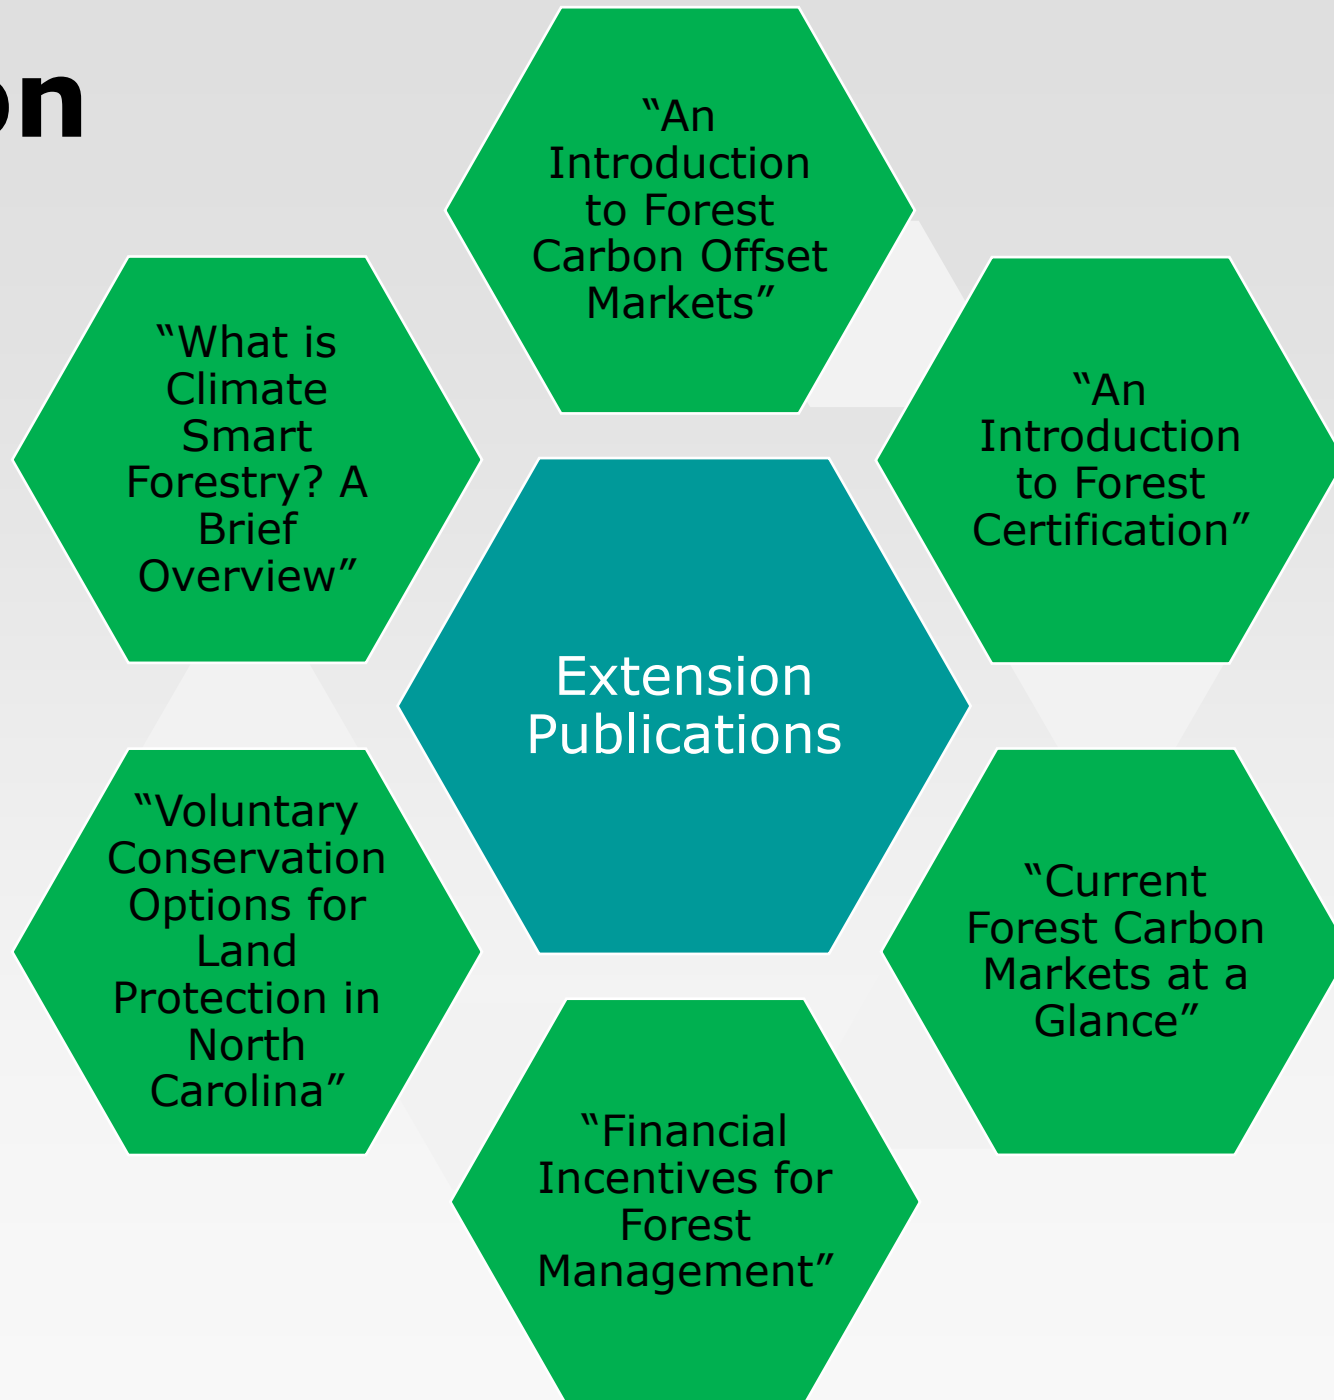 on
“An
Introduction
to Forest
Carbon Offset
Markets”
“An
Introduction
to Forest
Certification”
“Current
Forest Carbon
Markets at a
Glance”
“Financial
Incentives for
Forest
Management”
“Voluntary
Conservation
Options for
Land
Protection in
North
Carolina”
“What is
Climate
Smart
Forestry? A
Brief
Overview”
Extension
Publications